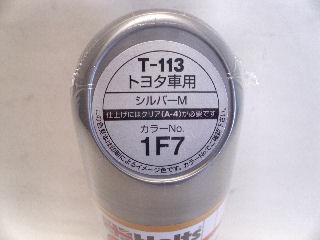 T-113
トヨタ車用
シルバーM
仕上げにはクリア(A-4)が必要です
カラーNo.
1F7
Holts